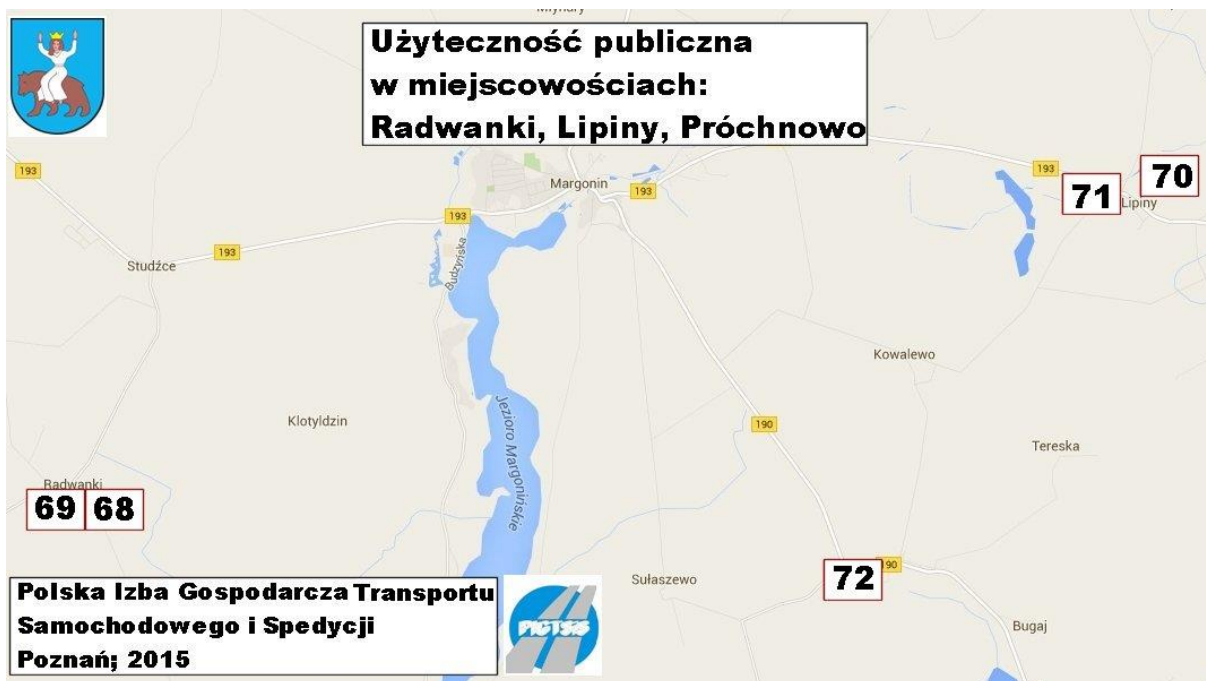 Młynary
Użyteczność publiczna
w miejscowościach:
Radwanki, Lipiny, Próchnowo
193
Margonin
193
193
71
70
Lipiny
193
193
Studźce
Budzyńska
Kowalewo
Klotyldzin
Jezioro Margonińskie
190
Tereska
Radwanki
69
68
72
190
Sułaszewo
Bugaj
Polska Izba Gospodarcza Transportu
Samochodowego i Spedycji
Poznań; 2015
PIGTSiS